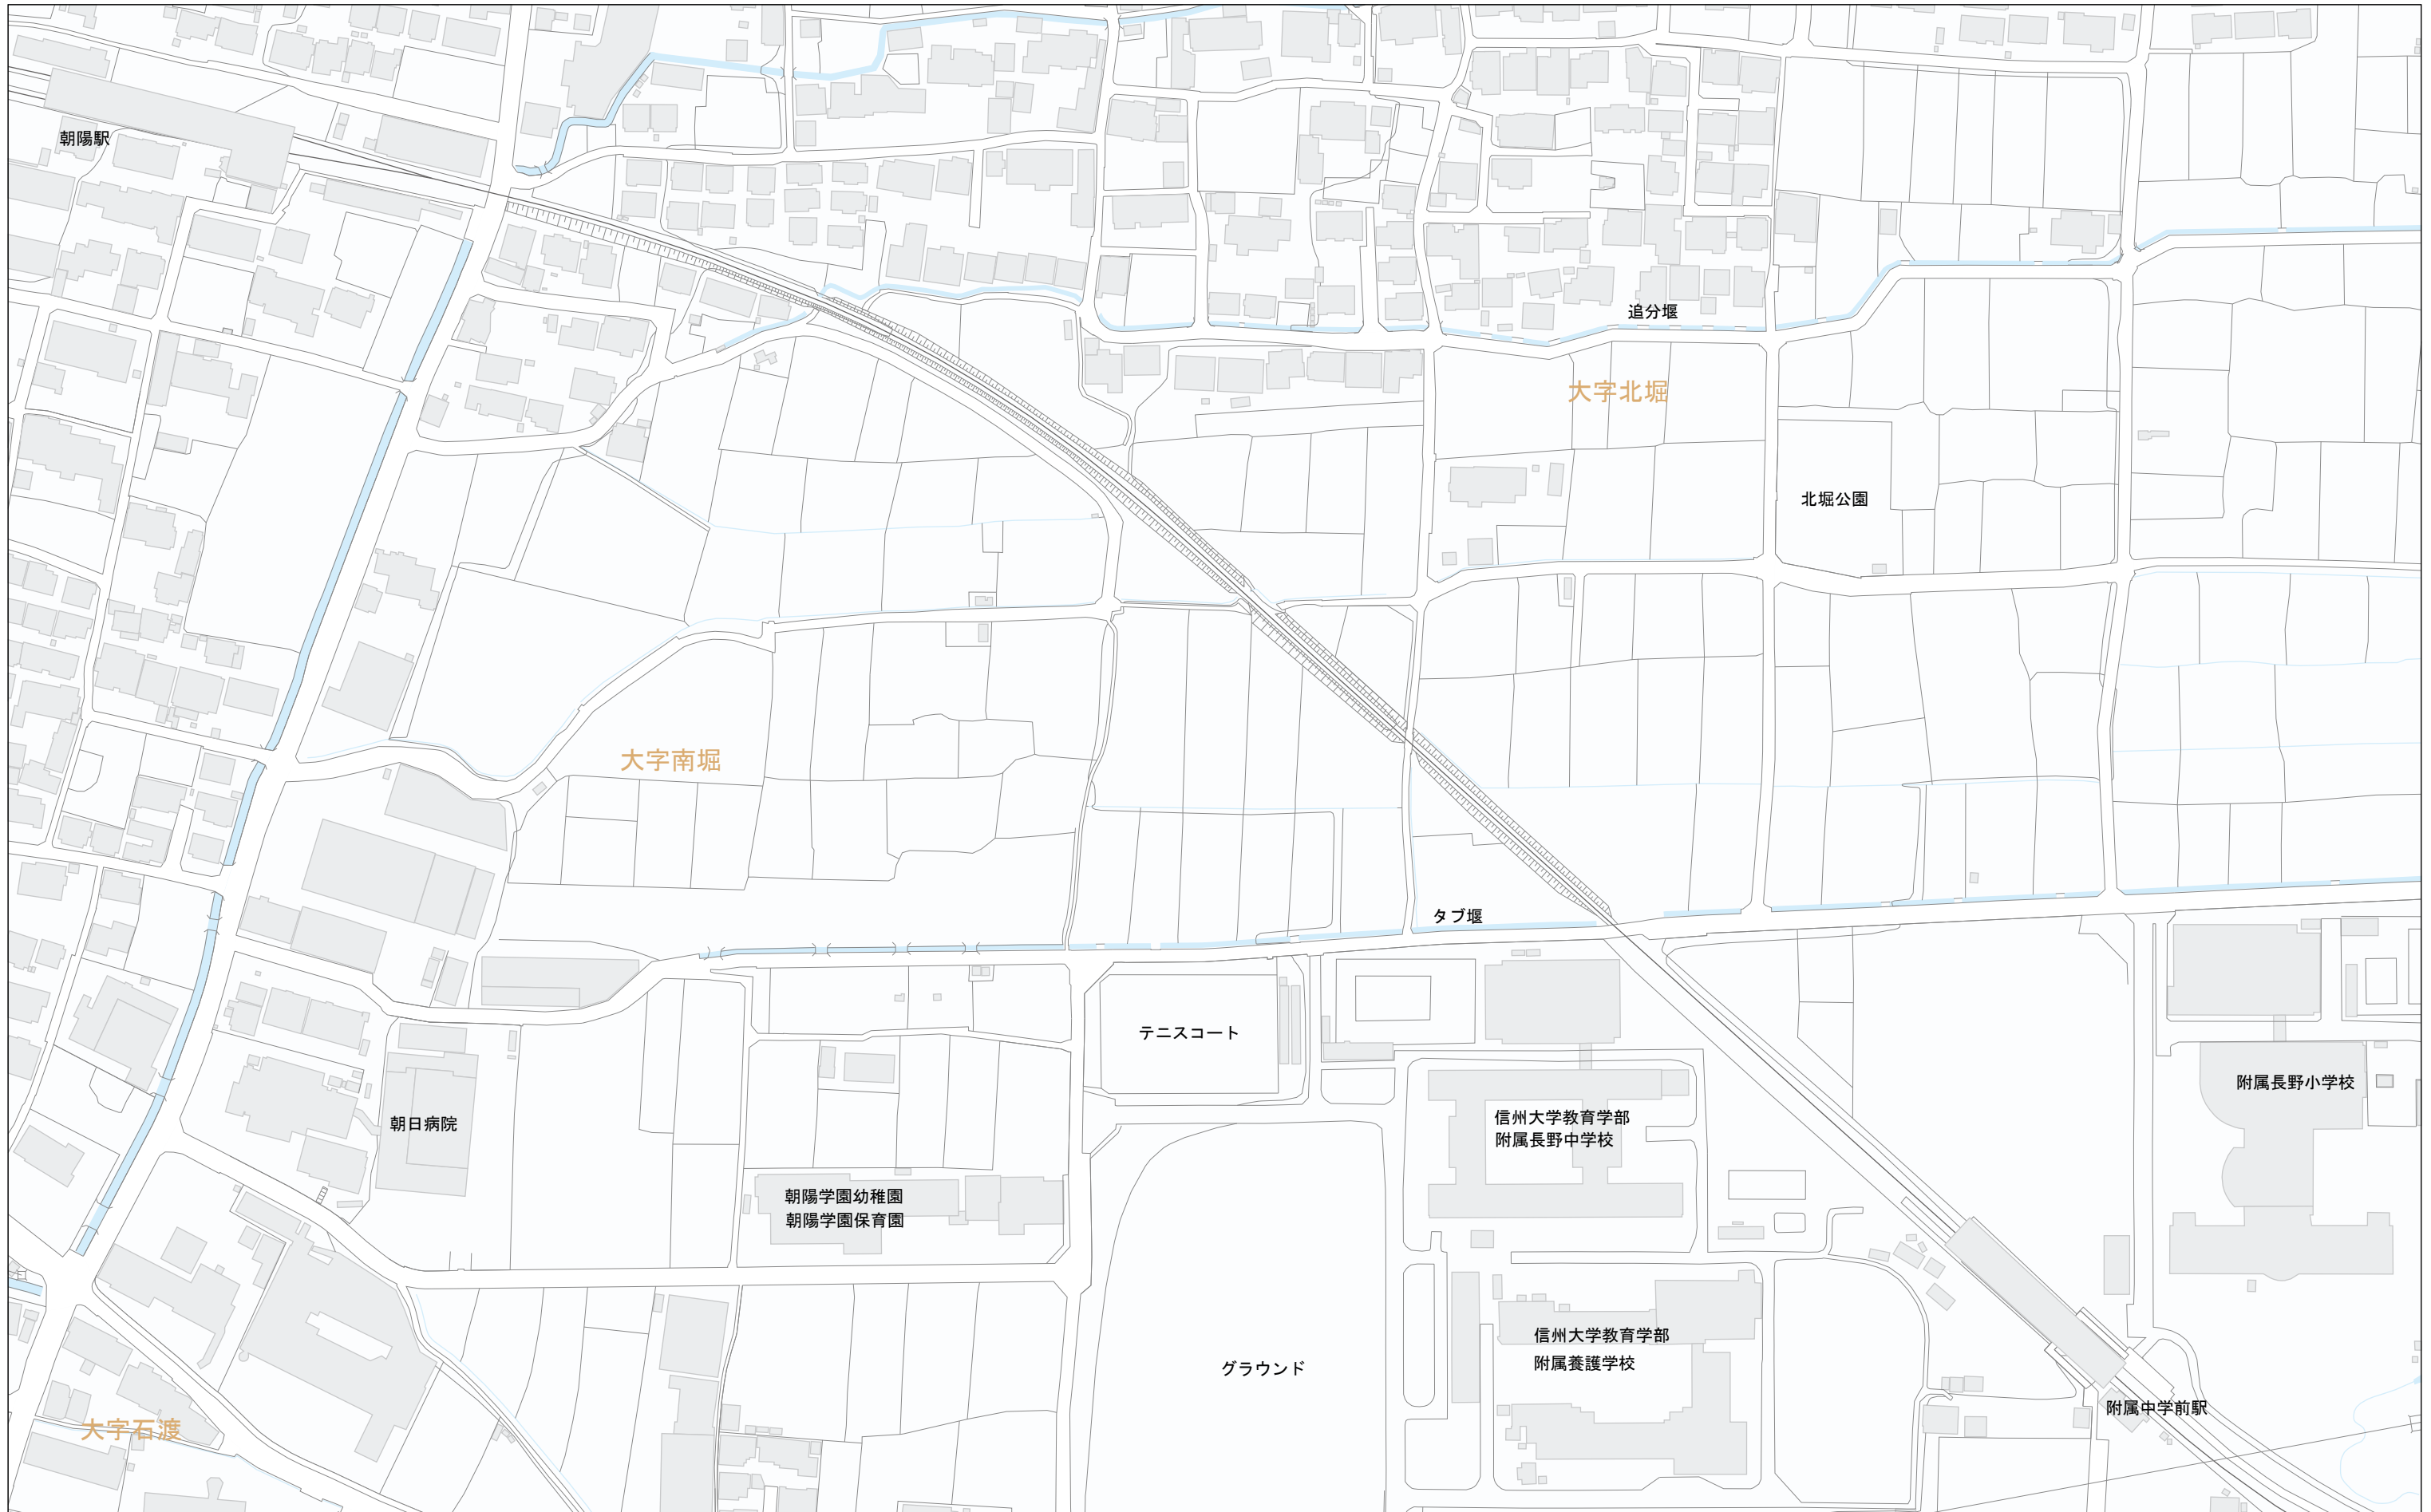 朝陽駅
追分堰
大字北堀
北堀公園
大字南堀
タブ堰
テニスコート
附属長野小学校
信州大学教育学部
附属長野中学校
朝日病院
朝陽学園幼稚園
朝陽学園保育園
信州大学教育学部
附属養護学校
グラウンド
附属中学前駅
大字石渡